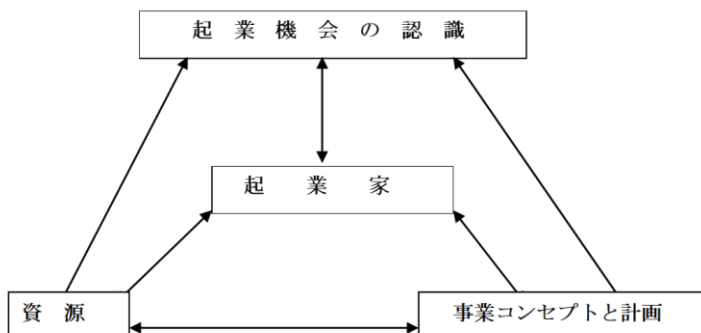 起業機会の認識
起業家
資源
事業コンセプトと計画